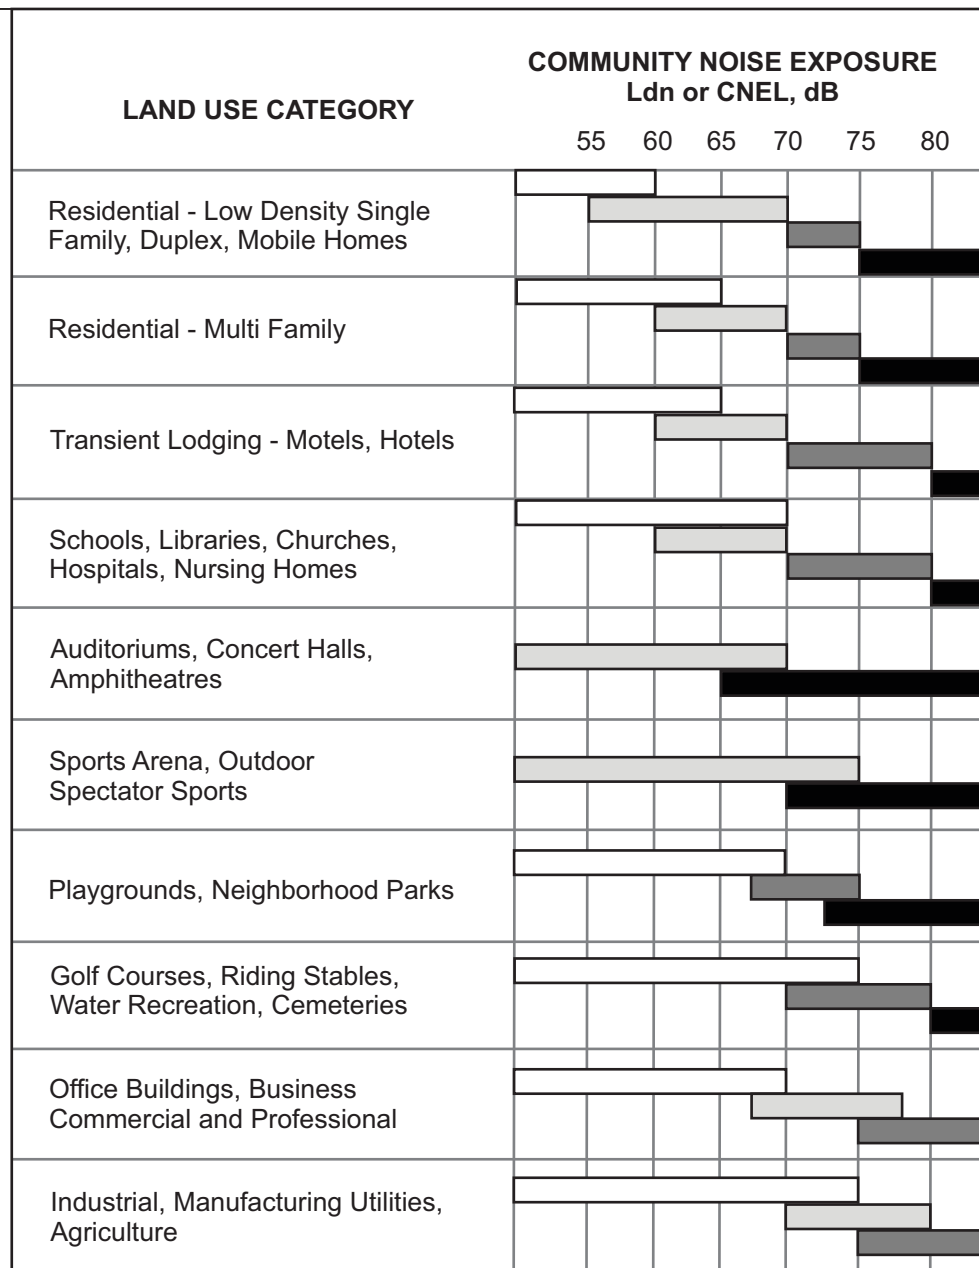 LAND USE CATEGORY
COMMUNITY NOISE EXPOSURE
Ldn or CNEL, dB
55 60 65 70 75 80
Residential - Low Density Single
Family, Duplex, Mobile Homes
Residential - Multi Family
Transient Lodging - Motels, Hotels
Schools, Libraries, Churches,
Hospitals, Nursing Homes
Auditoriums, Concert Halls,
Amphitheatres
Sports Arena, Outdoor
Spectator Sports
Playgrounds, Neighborhood Parks
Golf Courses, Riding Stables,
Water Recreation, Cemeteries
Office Buildings, Business
Commercial and Professional
Industrial, Manufacturing Utilities,
Agriculture